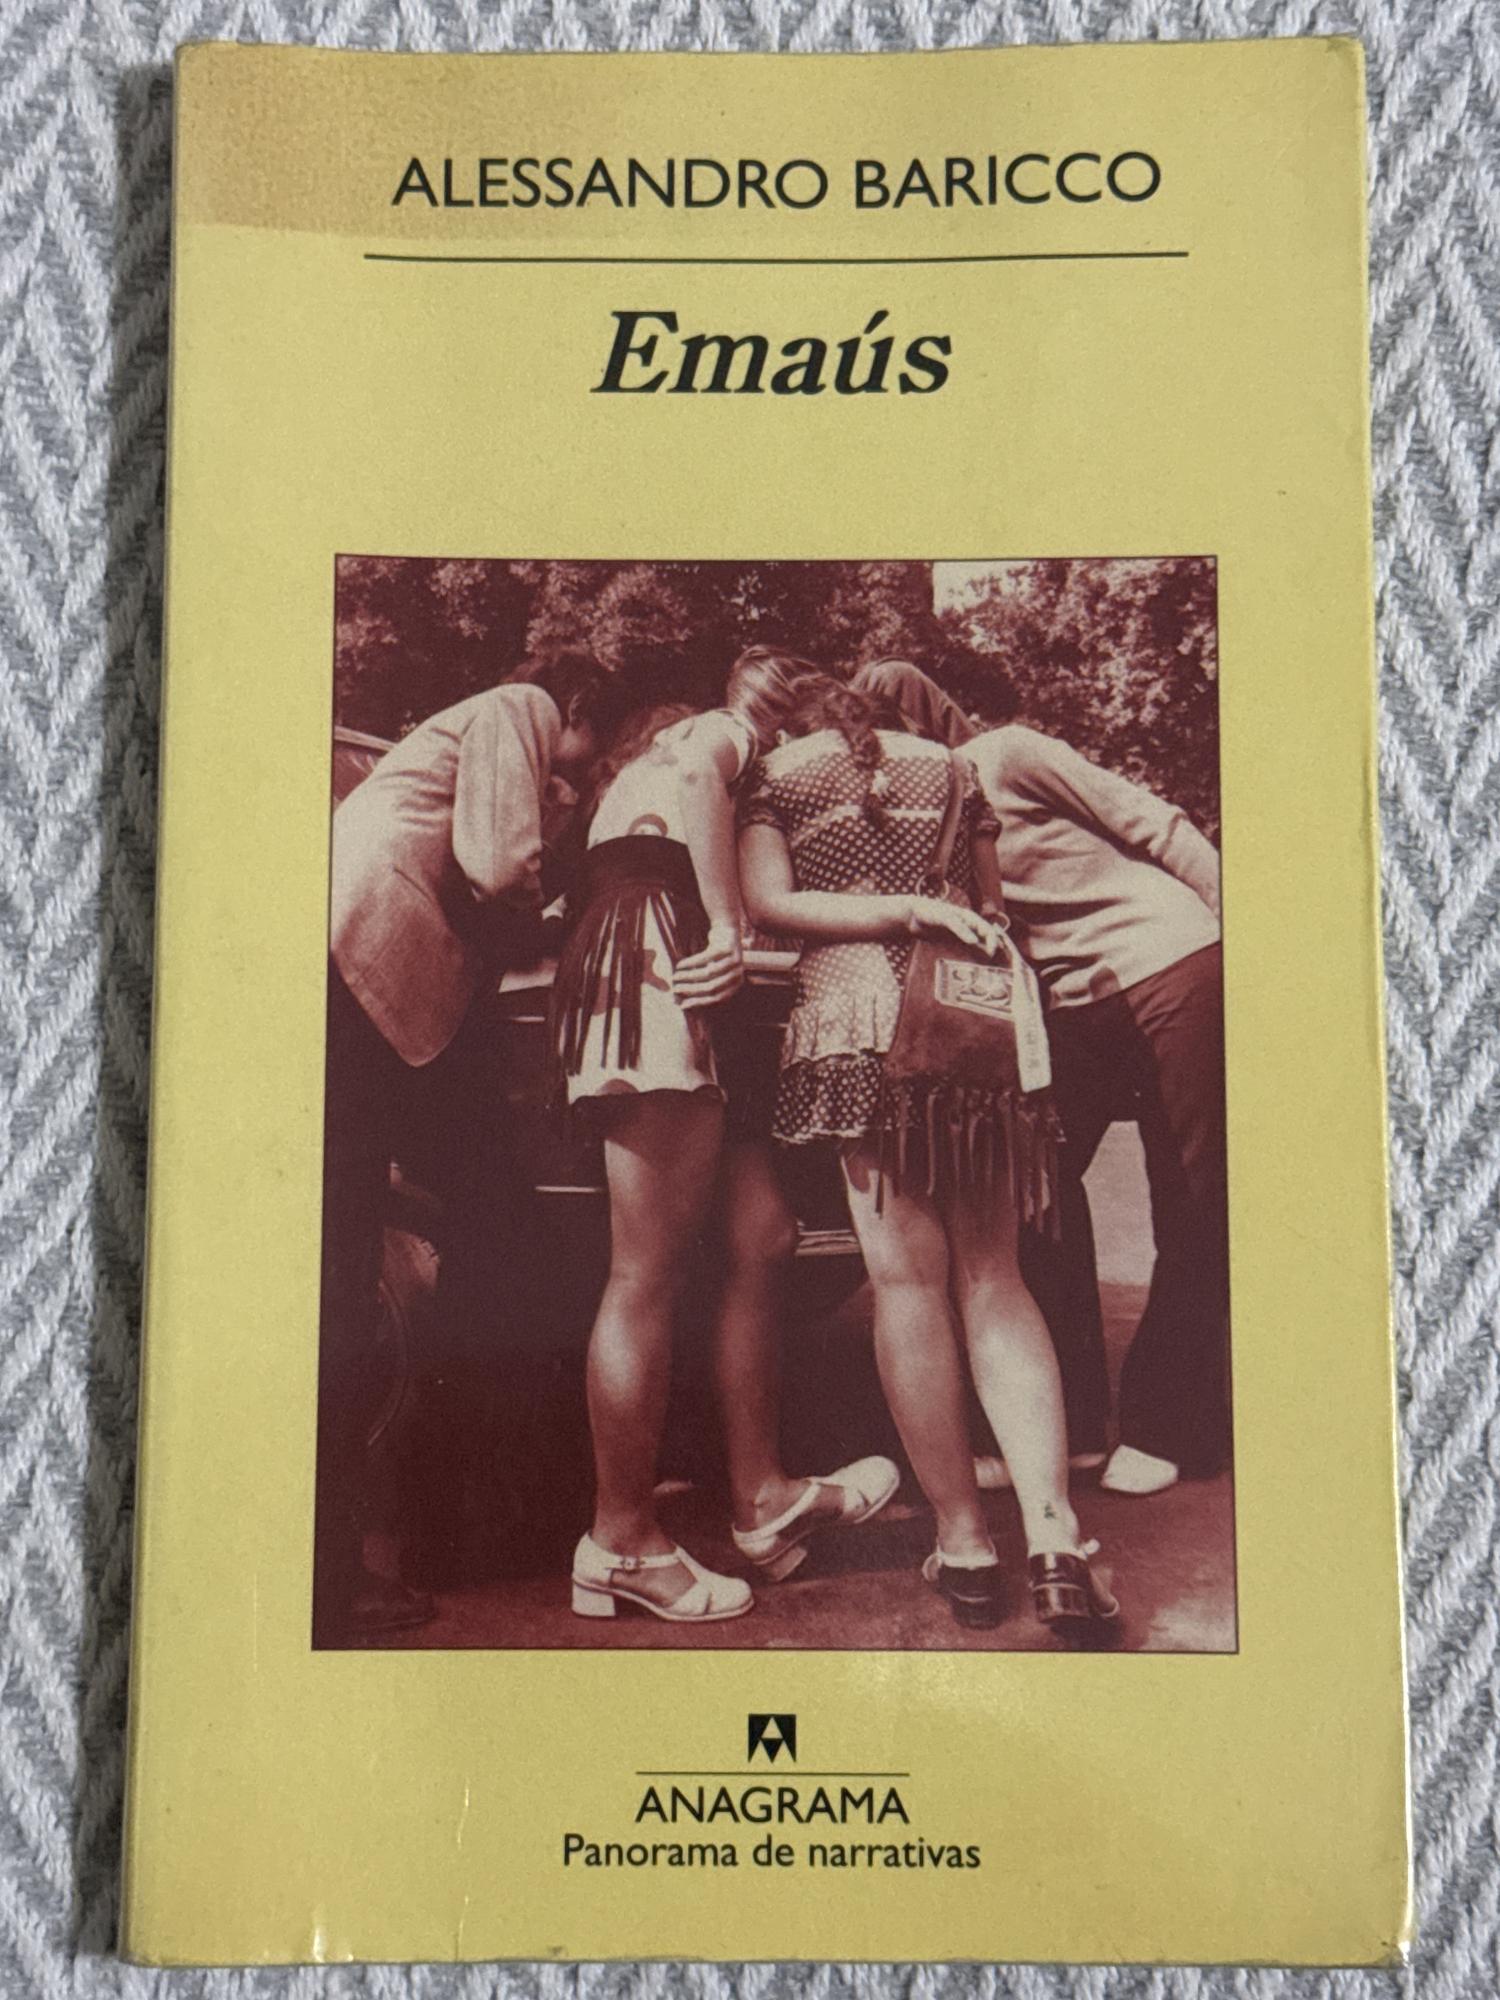 ALESSANDRO BARICCO
Emaús
ANAGRAMA
Panorama de narrativas